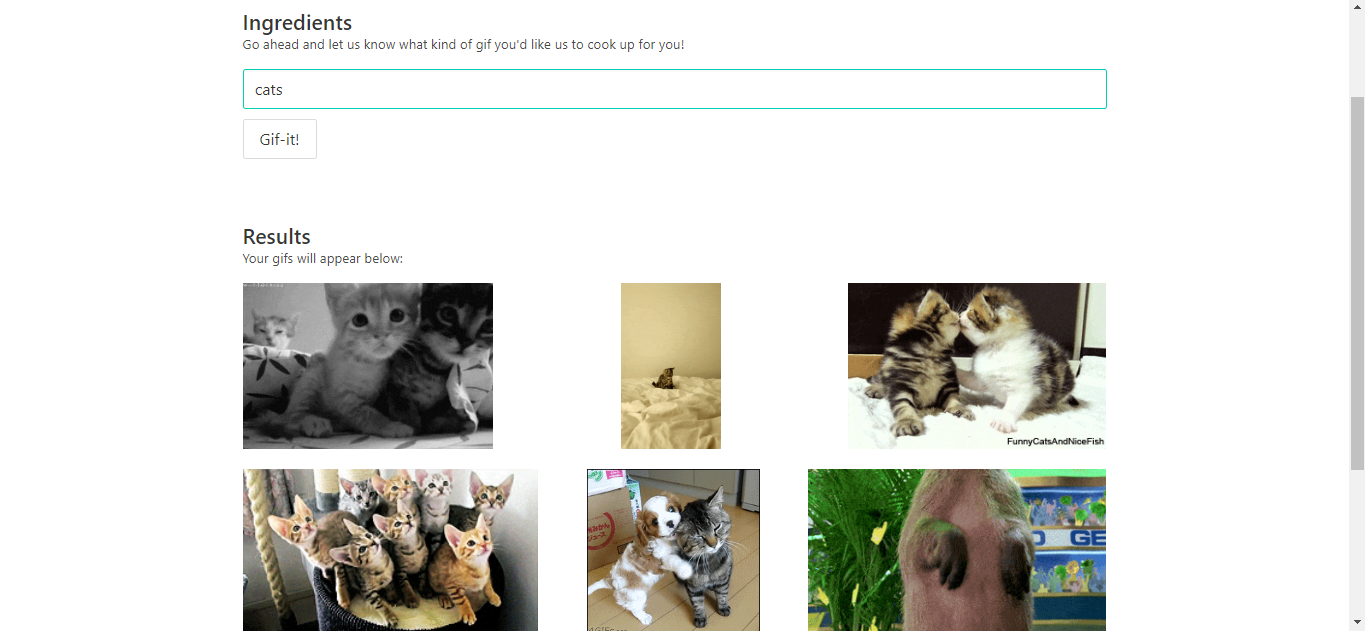 Ingredients
Go ahead and let us know what kind of gif you'd like us to cook up for you!
cats
Gif-it!
Results
Your gifs will appear below:
FunnyCatsAndNiceFish
GE